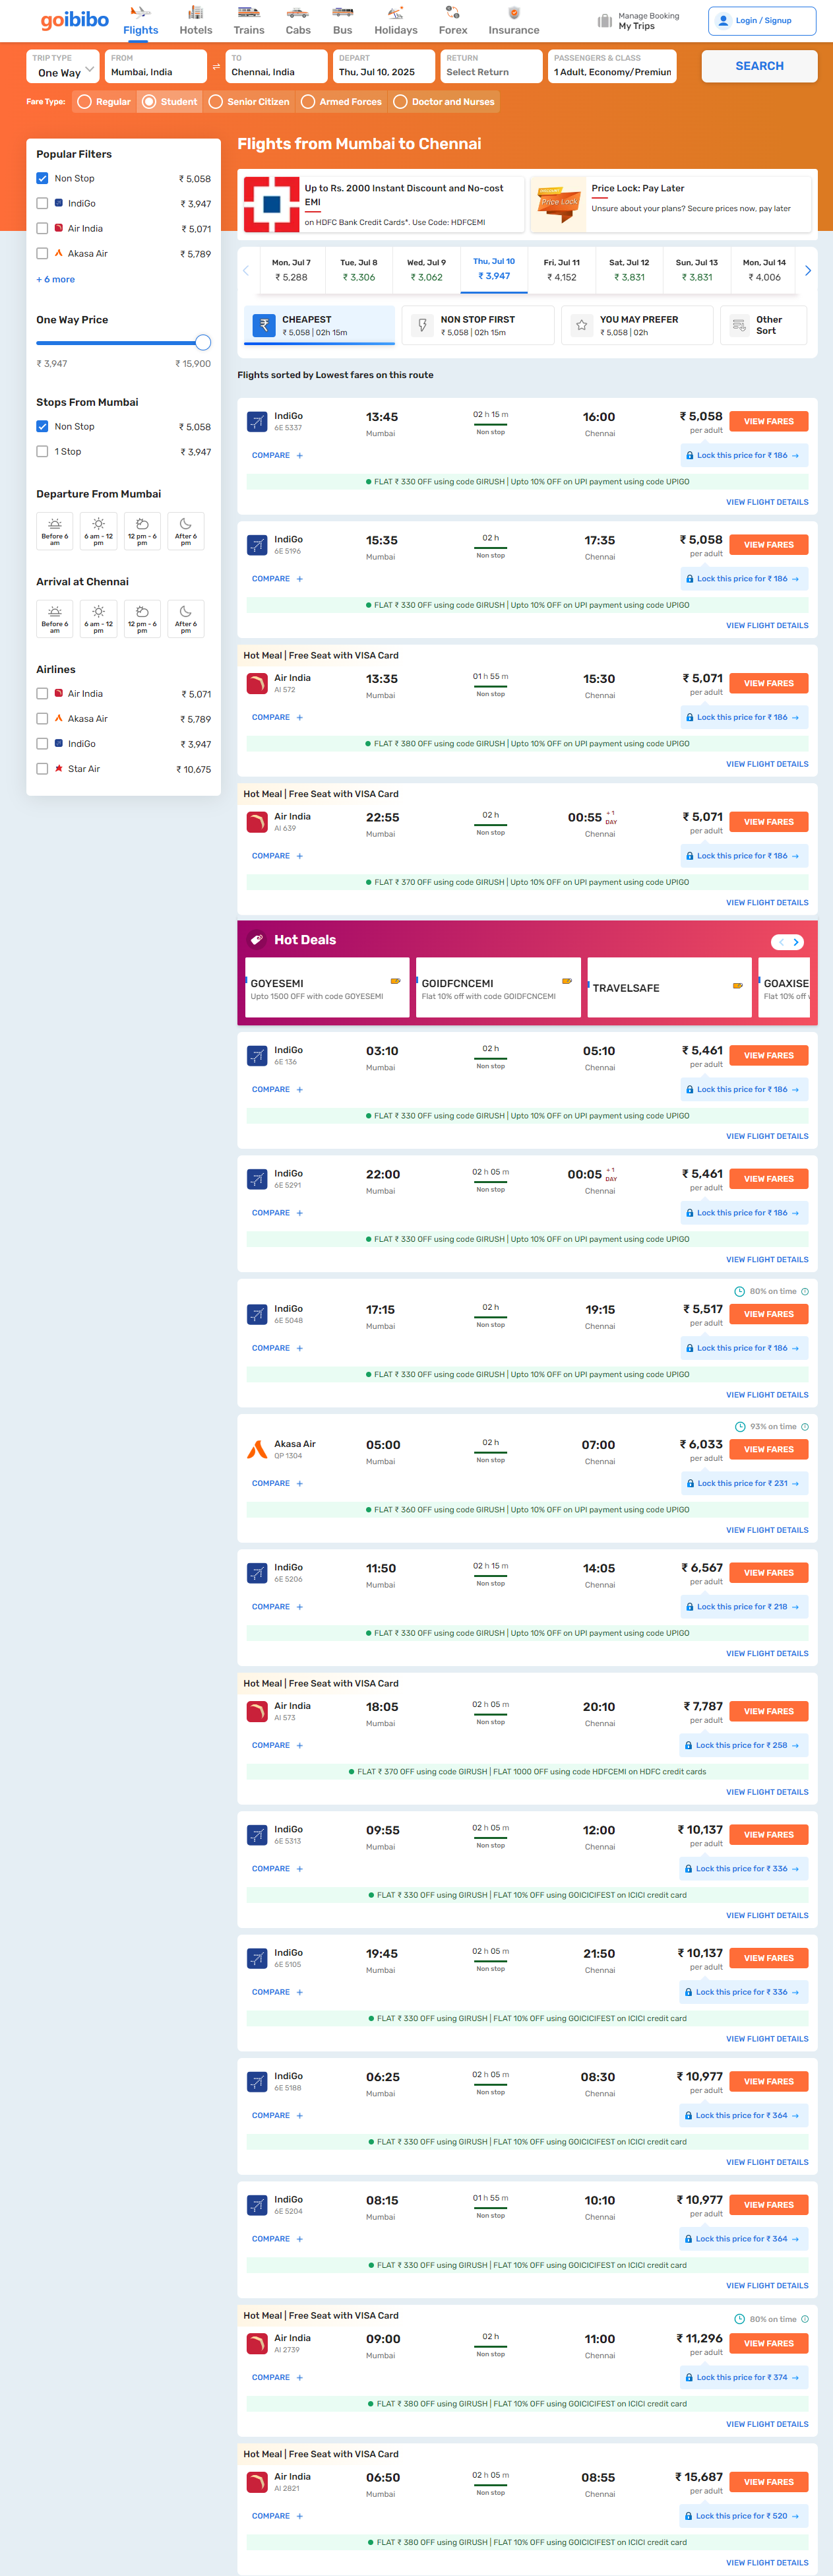 goibibo
Flights
Hotels
Trains
Cabs
Bus
Holidays
Forex
Insurance
Manage Booking
My Trips
Login / Signup
TRIP TYPE
One Way
FROM
Mumbai, India
TO
Chennai, India
DEPART
Thu, Jul 10, 2025
RETURN
Select Return
PASSENGERS & CLASS
1 Adult, Economy/Premiun
SEARCH
Fare Type:
Regular
Student
Senior Citizen
Armed Forces
Doctor and Nurses
Popular Filters
Non Stop ₹ 5,058
IndiGo ₹ 3,947
Air India ₹ 5,071
Akasa Air ₹ 5,789
+ 6 more
One Way Price
₹ 3,947 ₹ 15,900
Stops From Mumbai
Non Stop ₹ 5,058
1 Stop ₹ 3,947
Departure From Mumbai
Before 6 am
6 am - 12 pm
12 pm - 6 pm
After 6 pm
Arrival at Chennai
Before 6 am
6 am - 12 pm
12 pm - 6 pm
After 6 pm
Airlines
Air India ₹ 5,071
Akasa Air ₹ 5,789
IndiGo ₹ 3,947
Star Air ₹ 10,675
Flights from Mumbai to Chennai
Up to Rs. 2000 Instant Discount and No-cost
EMI
on HDFC Bank Credit Cards*. Use Code: HDFCEMI
Price Lock
Price Lock: Pay Later
Unsure about your plans? Secure prices now, pay later
Mon, Jul 7
₹ 5,288
Tue, Jul 8
₹ 3,306
Wed, Jul 9
₹ 3,062
Thu, Jul 10
₹ 3,947
Fri, Jul 11
₹ 4,152
Sat, Jul 12
₹ 3,831
Sun, Jul 13
₹ 3,831
Mon, Jul 14
₹ 4,006
CHEAPEST
₹ 5,058 | 02h 15m
NON STOP FIRST
₹ 5,058 | 02h 15m
YOU MAY PREFER
₹ 5,058 | 02h
Other
Sort
Flights sorted by Lowest fares on this route
IndiGo 13:45 02 h 15 m 16:00 ₹ 5,058 VIEW FARES
6E 5337 Mumbai Non stop Chennai per adult
COMPARE + Lock this price for ₹ 186 →
FLAT ₹ 330 OFF using code GIRUSH | Upto 10% OFF on UPI payment using code UPIGO
VIEW FLIGHT DETAILS
IndiGo 15:35 02 h 17:35 ₹ 5,058 VIEW FARES
6E 5196 Mumbai Non stop Chennai per adult
COMPARE + Lock this price for ₹ 186 →
FLAT ₹ 330 OFF using code GIRUSH | Upto 10% OFF on UPI payment using code UPIGO
VIEW FLIGHT DETAILS
Hot Meal | Free Seat with VISA Card
Air India 13:35 01 h 55 m 15:30 ₹ 5,071 VIEW FARES
AI 572 Mumbai Non stop Chennai per adult
COMPARE + Lock this price for ₹ 186 →
FLAT ₹ 380 OFF using code GIRUSH | Upto 10% OFF on UPI payment using code UPIGO
VIEW FLIGHT DETAILS
Hot Meal | Free Seat with VISA Card
Air India 22:55 02 h 00:55 + 1 DAY ₹ 5,071 VIEW FARES
AI 639 Mumbai Non stop Chennai per adult
COMPARE + Lock this price for ₹ 186 →
FLAT ₹ 370 OFF using code GIRUSH | Upto 10% OFF on UPI payment using code UPIGO
VIEW FLIGHT DETAILS
Hot Deals
GOYESEMI
Upto 1500 OFF with code GOYESEMI
GOIDFCNCEMI
Flat 10% off with code GOIDFCNCEMI
TRAVELSAFE
GOAXISE
Flat 10% off
IndiGo 03:10 02 h 05:10 ₹ 5,461 VIEW FARES
6E 136 Mumbai Non stop Chennai per adult
COMPARE + Lock this price for ₹ 186 →
FLAT ₹ 330 OFF using code GIRUSH | Upto 10% OFF on UPI payment using code UPIGO
VIEW FLIGHT DETAILS
IndiGo 22:00 02 h 05 m 00:05 + 1 DAY ₹ 5,461 VIEW FARES
6E 5291 Mumbai Non stop Chennai per adult
COMPARE + Lock this price for ₹ 186 →
FLAT ₹ 330 OFF using code GIRUSH | Upto 10% OFF on UPI payment using code UPIGO
VIEW FLIGHT DETAILS
80% on time
IndiGo 17:15 02 h 19:15 ₹ 5,517 VIEW FARES
6E 5048 Mumbai Non stop Chennai per adult
COMPARE + Lock this price for ₹ 186 →
FLAT ₹ 330 OFF using code GIRUSH | Upto 10% OFF on UPI payment using code UPIGO
VIEW FLIGHT DETAILS
93% on time
Akasa Air 05:00 02 h 07:00 ₹ 6,033 VIEW FARES
QP 1304 Mumbai Non stop Chennai per adult
COMPARE + Lock this price for ₹ 231 →
FLAT ₹ 360 OFF using code GIRUSH | Upto 10% OFF on UPI payment using code UPIGO
VIEW FLIGHT DETAILS
IndiGo 11:50 02 h 15 m 14:05 ₹ 6,567 VIEW FARES
6E 5206 Mumbai Non stop Chennai per adult
COMPARE + Lock this price for ₹ 218 →
FLAT ₹ 330 OFF using code GIRUSH | Upto 10% OFF on UPI payment using code UPIGO
VIEW FLIGHT DETAILS
Hot Meal | Free Seat with VISA Card
Air India 18:05 02 h 05 m 20:10 ₹ 7,787 VIEW FARES
AI 573 Mumbai Non stop Chennai per adult
COMPARE + Lock this price for ₹ 258 →
FLAT ₹ 370 OFF using code GIRUSH | FLAT 1000 OFF using code HDFCEMI on HDFC credit cards
VIEW FLIGHT DETAILS
IndiGo 09:55 02 h 05 m 12:00 ₹ 10,137 VIEW FARES
6E 5313 Mumbai Non stop Chennai per adult
COMPARE + Lock this price for ₹ 336 →
FLAT ₹ 330 OFF using GIRUSH | FLAT 10% OFF using GOICICIFEST on ICICI credit card
VIEW FLIGHT DETAILS
IndiGo 19:45 02 h 05 m 21:50 ₹ 10,137 VIEW FARES
6E 5105 Mumbai Non stop Chennai per adult
COMPARE + Lock this price for ₹ 336 →
FLAT ₹ 330 OFF using GIRUSH | FLAT 10% OFF using GOICICIFEST on ICICI credit card
VIEW FLIGHT DETAILS
IndiGo 06:25 02 h 05 m 08:30 ₹ 10,977 VIEW FARES
6E 5188 Mumbai Non stop Chennai per adult
COMPARE + Lock this price for ₹ 364 →
FLAT ₹ 330 OFF using GIRUSH | FLAT 10% OFF using GOICICIFEST on ICICI credit card
VIEW FLIGHT DETAILS
IndiGo 08:15 01 h 55 m 10:10 ₹ 10,977 VIEW FARES
6E 5204 Mumbai Non stop Chennai per adult
COMPARE + Lock this price for ₹ 364 →
FLAT ₹ 330 OFF using GIRUSH | FLAT 10% OFF using GOICICIFEST on ICICI credit card
VIEW FLIGHT DETAILS
Hot Meal | Free Seat with VISA Card 80% on time
Air India 09:00 02 h 11:00 ₹ 11,296 VIEW FARES
AI 2739 Mumbai Non stop Chennai per adult
COMPARE + Lock this price for ₹ 374 →
FLAT ₹ 380 OFF using GIRUSH | FLAT 10% OFF using GOICICIFEST on ICICI credit card
VIEW FLIGHT DETAILS
Hot Meal | Free Seat with VISA Card
Air India 06:50 02 h 05 m 08:55 ₹ 15,687 VIEW FARES
AI 2821 Mumbai Non stop Chennai per adult
COMPARE + Lock this price for ₹ 520 →
FLAT ₹ 380 OFF using GIRUSH | FLAT 10% OFF using GOICICIFEST on ICICI credit card
VIEW FLIGHT DETAILS